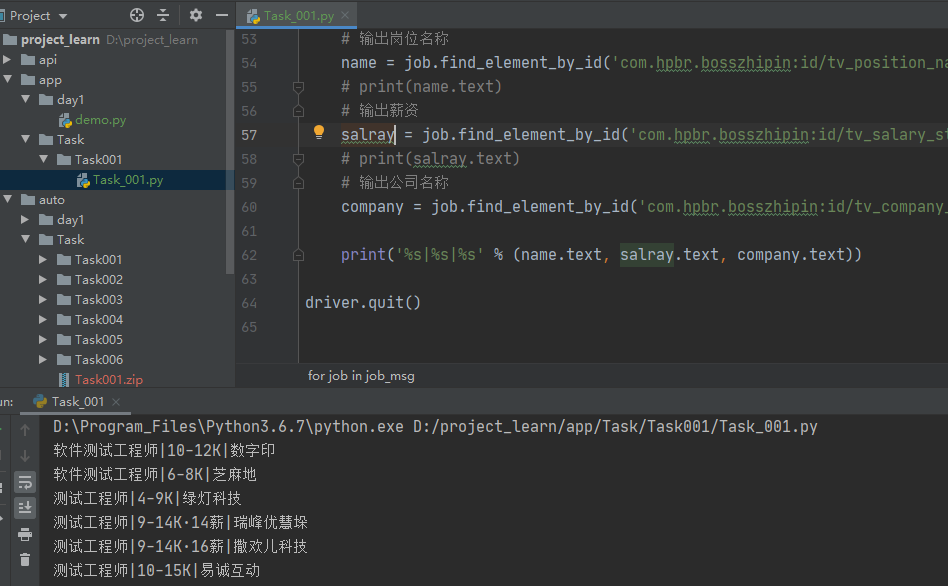 Project
Task_001.py
project_learn D:\project_learn
api
app
day1
demo.py
Task
Task001
Task_001.py
auto
day1
Task
Task001
Task002
Task003
Task004
Task005
Task006
Task001.zip
53 # 输出岗位名称
54 name = job.find_element_by_id('com.hpbr.bosszhipin:id/tv_position_na
55 # print(name.text)
56 # 输出薪资
57 salray = job.find_element_by_id('com.hpbr.bosszhipin:id/tv_salary_st
58 # print(salray.text)
59 # 输出公司名称
60 company = job.find_element_by_id('com.hpbr.bosszhipin:id/tv_company_
61
62 print('%s|%s|%s' % (name.text, salray.text, company.text))
63
64 driver.quit()
65
for job in job_msg
un: Task_001
D:\Program_Files\Python3.6.7\python.exe D:/project_learn/app/Task/Task001/Task_001.py
软件测试工程师|10-12K|数字印
软件测试工程师|6-8K|芝麻地
测试工程师|4-9K|绿灯科技
测试工程师|9-14K·14薪|瑞峰优慧垛
测试工程师|9-14K·16薪|撒欢儿科技
测试工程师|10-15K|易诚互动